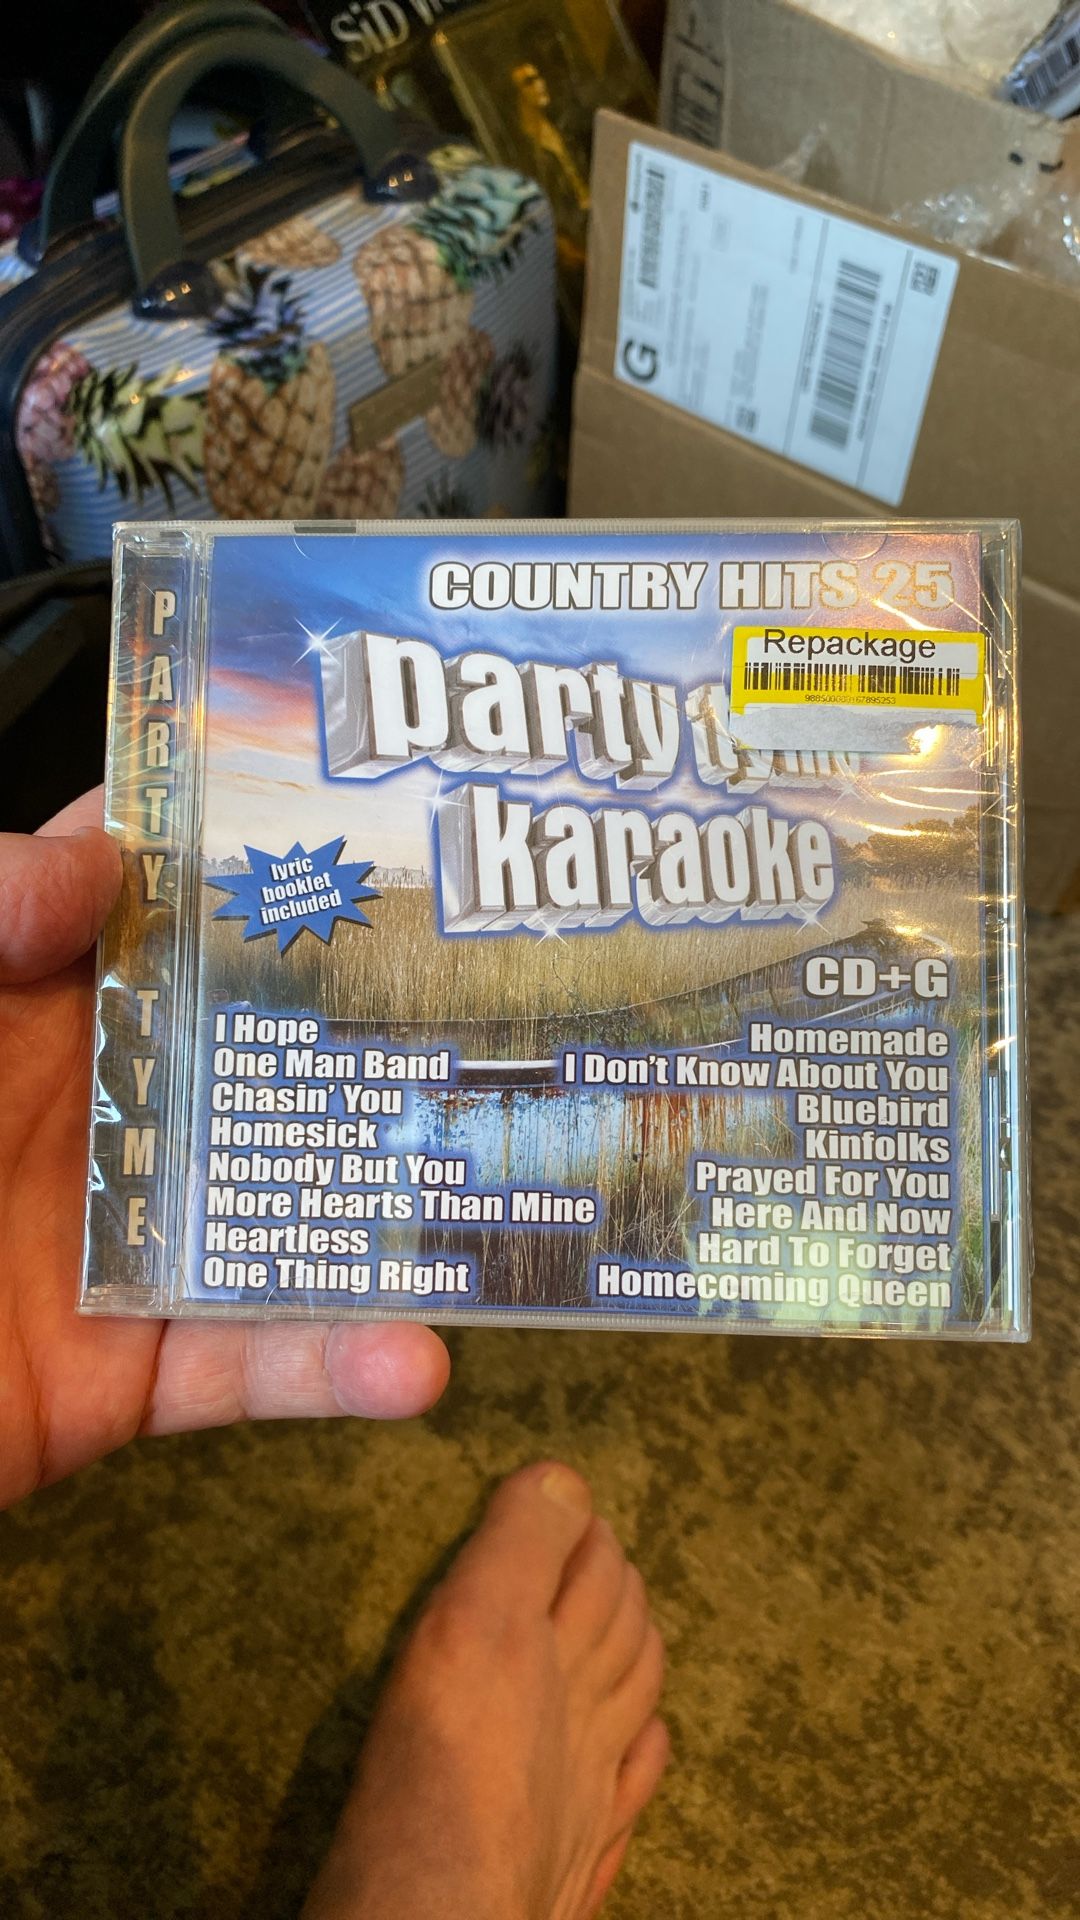 SiD
G
COUNTRY HITS 25
Repackage
party tyme
karaoke
lyric
booklet
included
CD+G
PARTY TYME
I Hope
One Man Band
Chasin' You
Homesick
Nobody But You
More Hearts Than Mine
Heartless
One Thing Right
Homemade
I Don't Know About You
Bluebird
Kinfolks
Prayed For You
Here And Now
Hard To Forget
Homecoming Queen